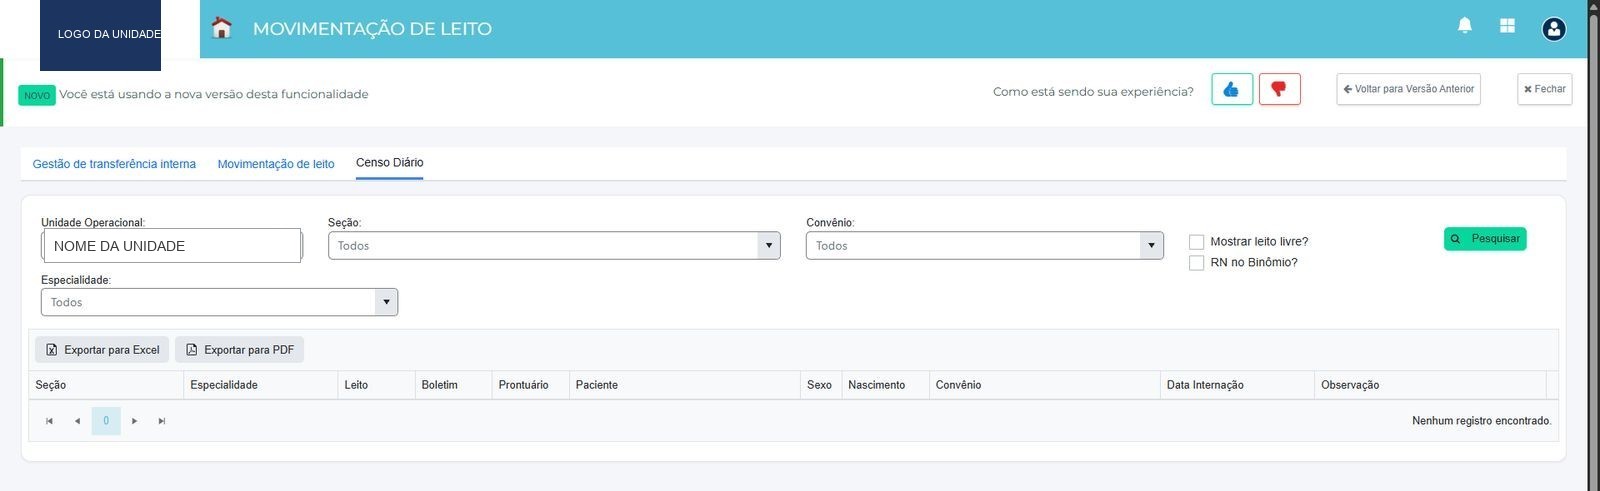 LOGO DA UNIDADE
MOVIMENTAÇÃO DE LEITO
NOVO Você está usando a nova versão desta funcionalidade
Como está sendo sua experiência?
Voltar para Versão Anterior
Fechar
Gestão de transferência interna
Movimentação de leito
Censo Diário
Unidade Operacional:
NOME DA UNIDADE
Seção:
Todos
Convênio:
Todos
Mostrar leito livre?
RN no Binômio?
Pesquisar
Especialidade:
Todos
Exportar para Excel
Exportar para PDF
Seção Especialidade Leito Boletim Prontuário Paciente Sexo Nascimento Convênio Data Internação Observação
0
Nenhum registro encontrado.